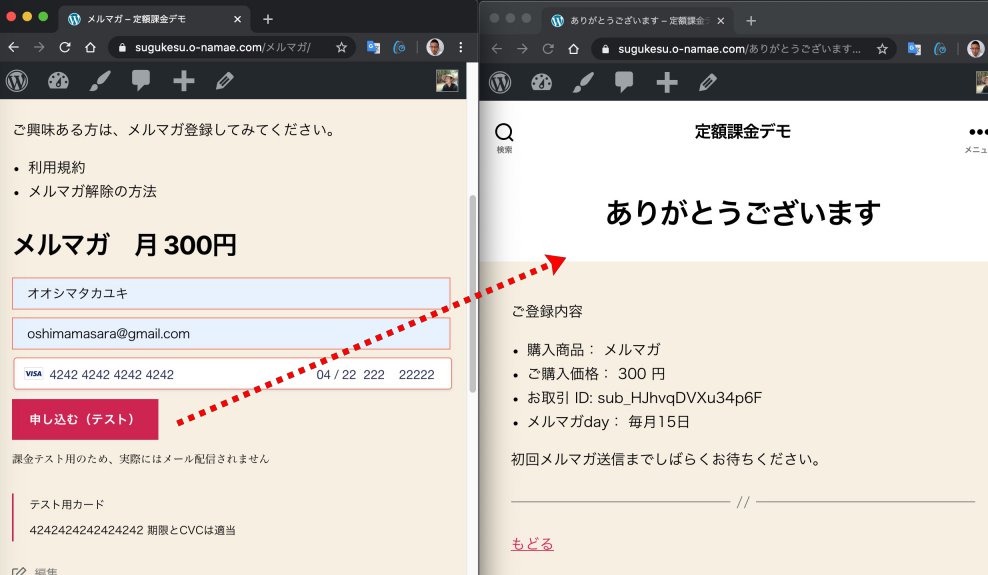 メルマガ – 定額課金デモ
sugukesu.o-namae.com/メルマガ/
ご興味ある方は、メルマガ登録してみてください。
• 利用規約
• メルマガ解除の方法
メルマガ　月 300円
オオシマタカユキ
oshimamasara@gmail.com
VISA 4242 4242 4242 4242 04 / 22 222 22222
申し込む（テスト）
課金テスト用のため、実際にはメール配信されません
テスト用カード
4242424242424242 期限とCVCは適当
編集
ありがとうございます – 定額課金デ
sugukesu.o-namae.com/ありがとうございます...
検索
定額課金デモ
メニュ
ありがとうございます
ご登録内容
• 購入商品： メルマガ
• ご購入価格： 300 円
• お取引 ID: sub_HJhvqDVXu34p6F
• メルマガday： 毎月15日
初回メルマガ送信までしばらくお待ちください。
//
もどる